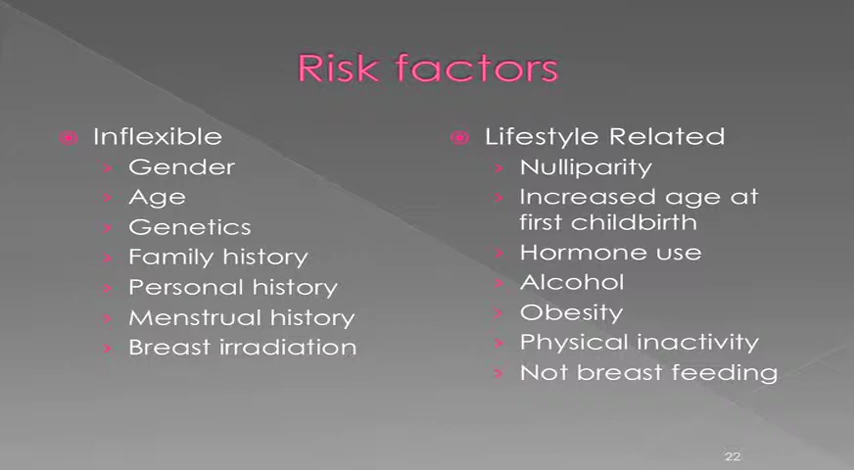 Risk factors
Inflexible
Gender
Age
Genetics
Family history
Personal history
Menstrual history
Breast irradiation
Lifestyle Related
Nulliparity
Increased age at
first childbirth
Hormone use
Alcohol
Obesity
Physical inactivity
Not breast feeding
22